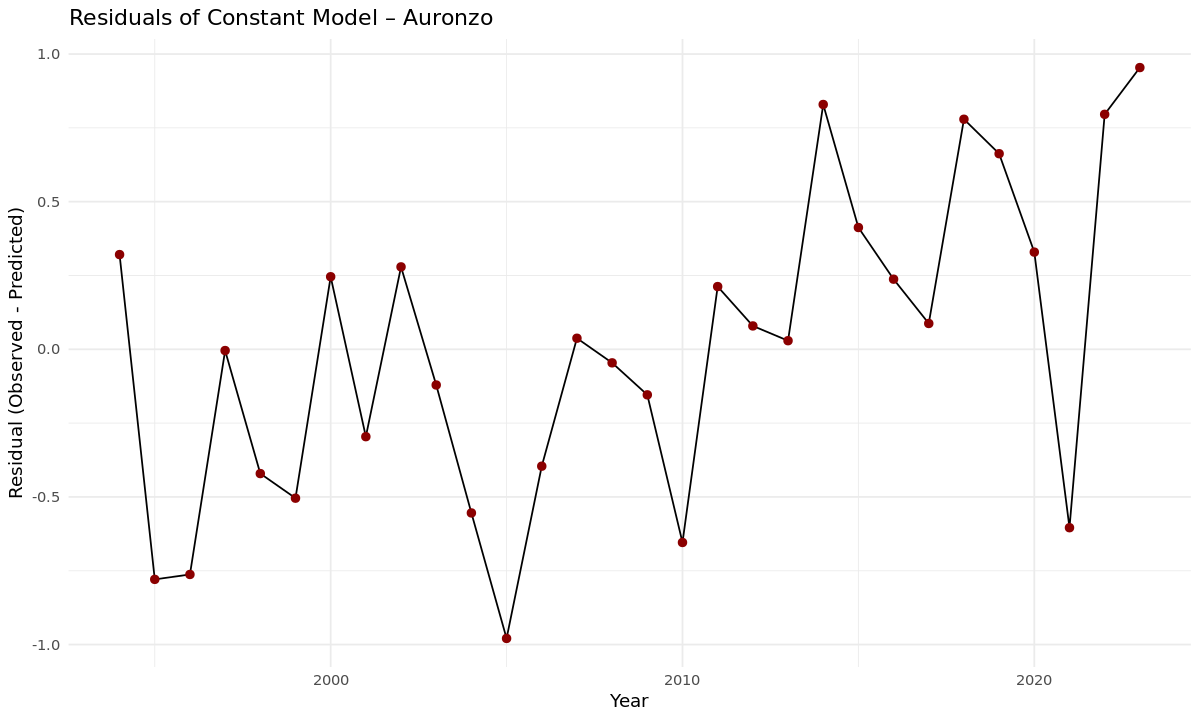 Residuals of Constant Model – Auronzo
Residual (Observed - Predicted)
1.0
0.5
0.0
-0.5
-1.0
2000
2010
2020
Year